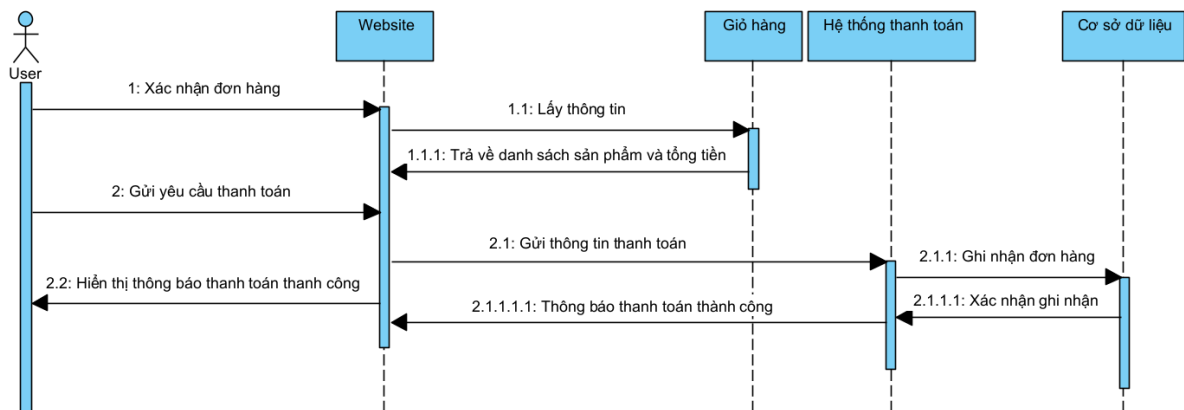 User
Website
Giỏ hàng
Hệ thống thanh toán
Cơ sở dữ liệu
1: Xác nhận đơn hàng
1.1: Lấy thông tin
1.1.1: Trả về danh sách sản phẩm và tổng tiền
2: Gửi yêu cầu thanh toán
2.1: Gửi thông tin thanh toán
2.1.1: Ghi nhận đơn hàng
2.2: Hiển thị thông báo thanh toán thanh công
2.1.1.1.1: Thông báo thanh toán thành công
2.1.1.1: Xác nhận ghi nhận